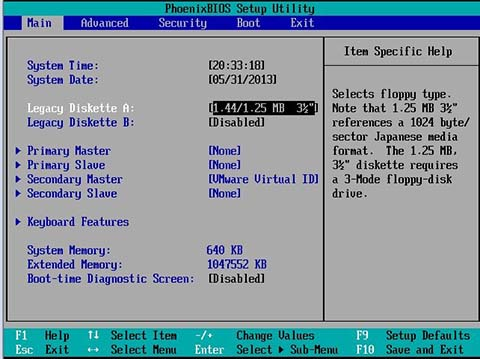 PhoenixBIOS Setup Utility
Main Advanced Security Boot Exit
System Time: [20:33:18]
System Date: [05/31/2013]
Legacy Diskette A: [1.44/1.25 MB 3½"]
Legacy Diskette B: [Disabled]
▶ Primary Master [None]
▶ Primary Slave [None]
▶ Secondary Master [VMware Virtual ID]
▶ Secondary Slave [None]
▶ Keyboard Features
System Memory: 640 KB
Extended Memory: 1047552 KB
Boot-time Diagnostic Screen: [Disabled]
Item Specific Help
Selects floppy type.
Note that 1.25 MB 3½"
references a 1024 byte/
sector Japanese media
format. The 1.25 MB,
3½" diskette requires
a 3-Mode floppy-disk
drive.
F1 Help ↑↓ Select Item -/+ Change Values F9 Setup Defaults
Esc Exit ↔ Select Menu Enter Select ▶ Sub-Menu F10 Save and Exit